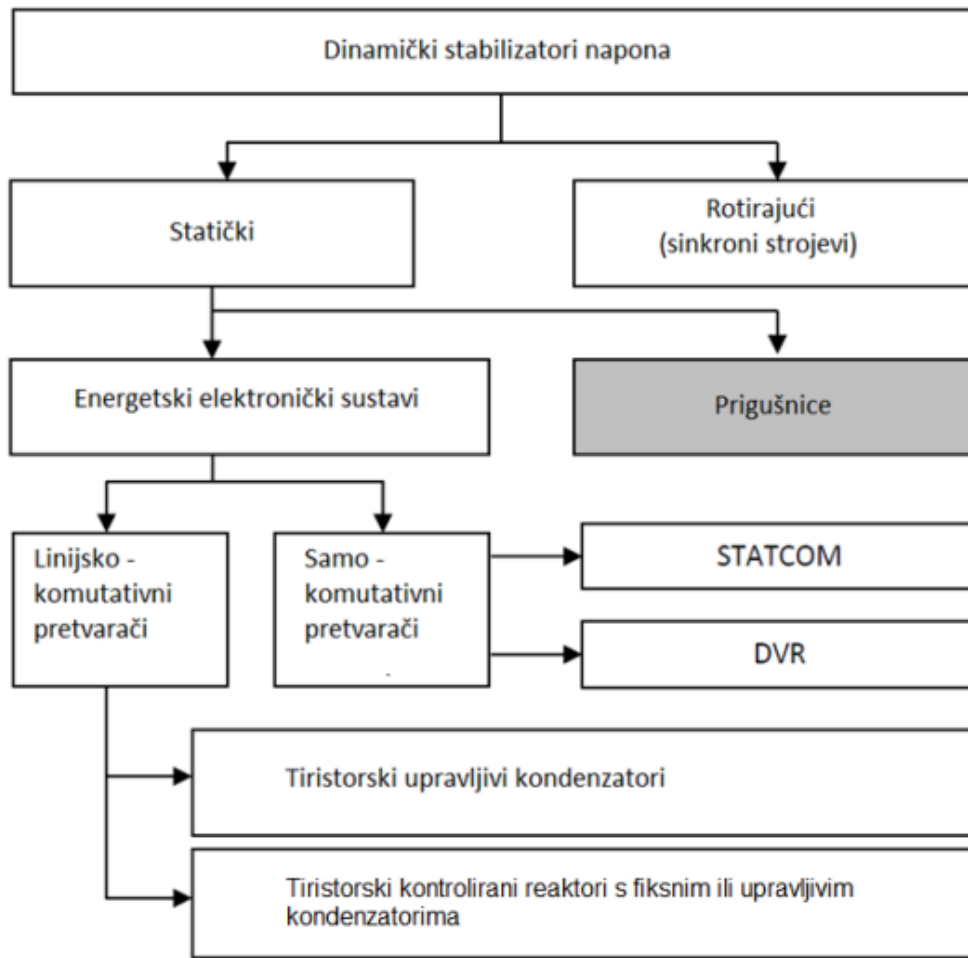 Dinamički stabilizatori napona
Statički
Rotirajući
(sinkroni strojevi)
Energetski elektronički sustavi
Prigušnice
Linijsko -
komutativni
pretvarači
Samo -
komutativni
pretvarači
.
STATCOM
DVR
Tiristorski upravljivi kondenzatori
Tiristorski kontrolirani reaktori s fiksnim ili upravljivim
kondenzatorima